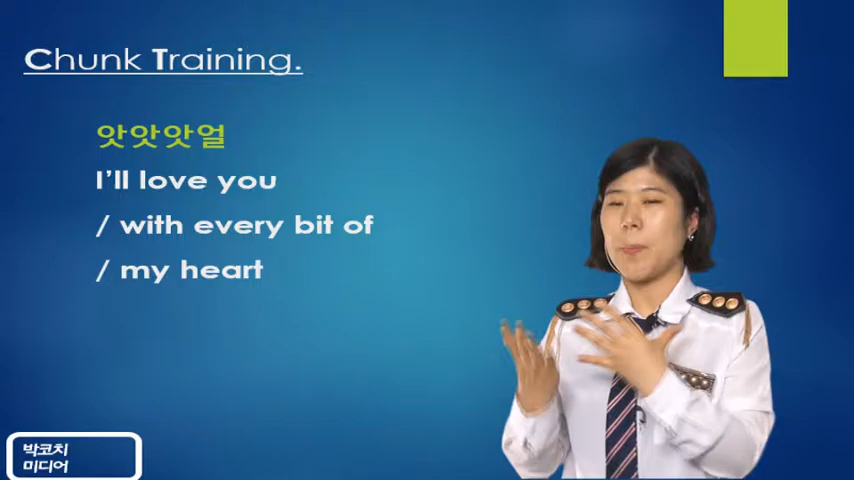 Chunk Training.
앗앗앗얼
I'll love you
/ with every bit of
/ my heart
박코치
미디어